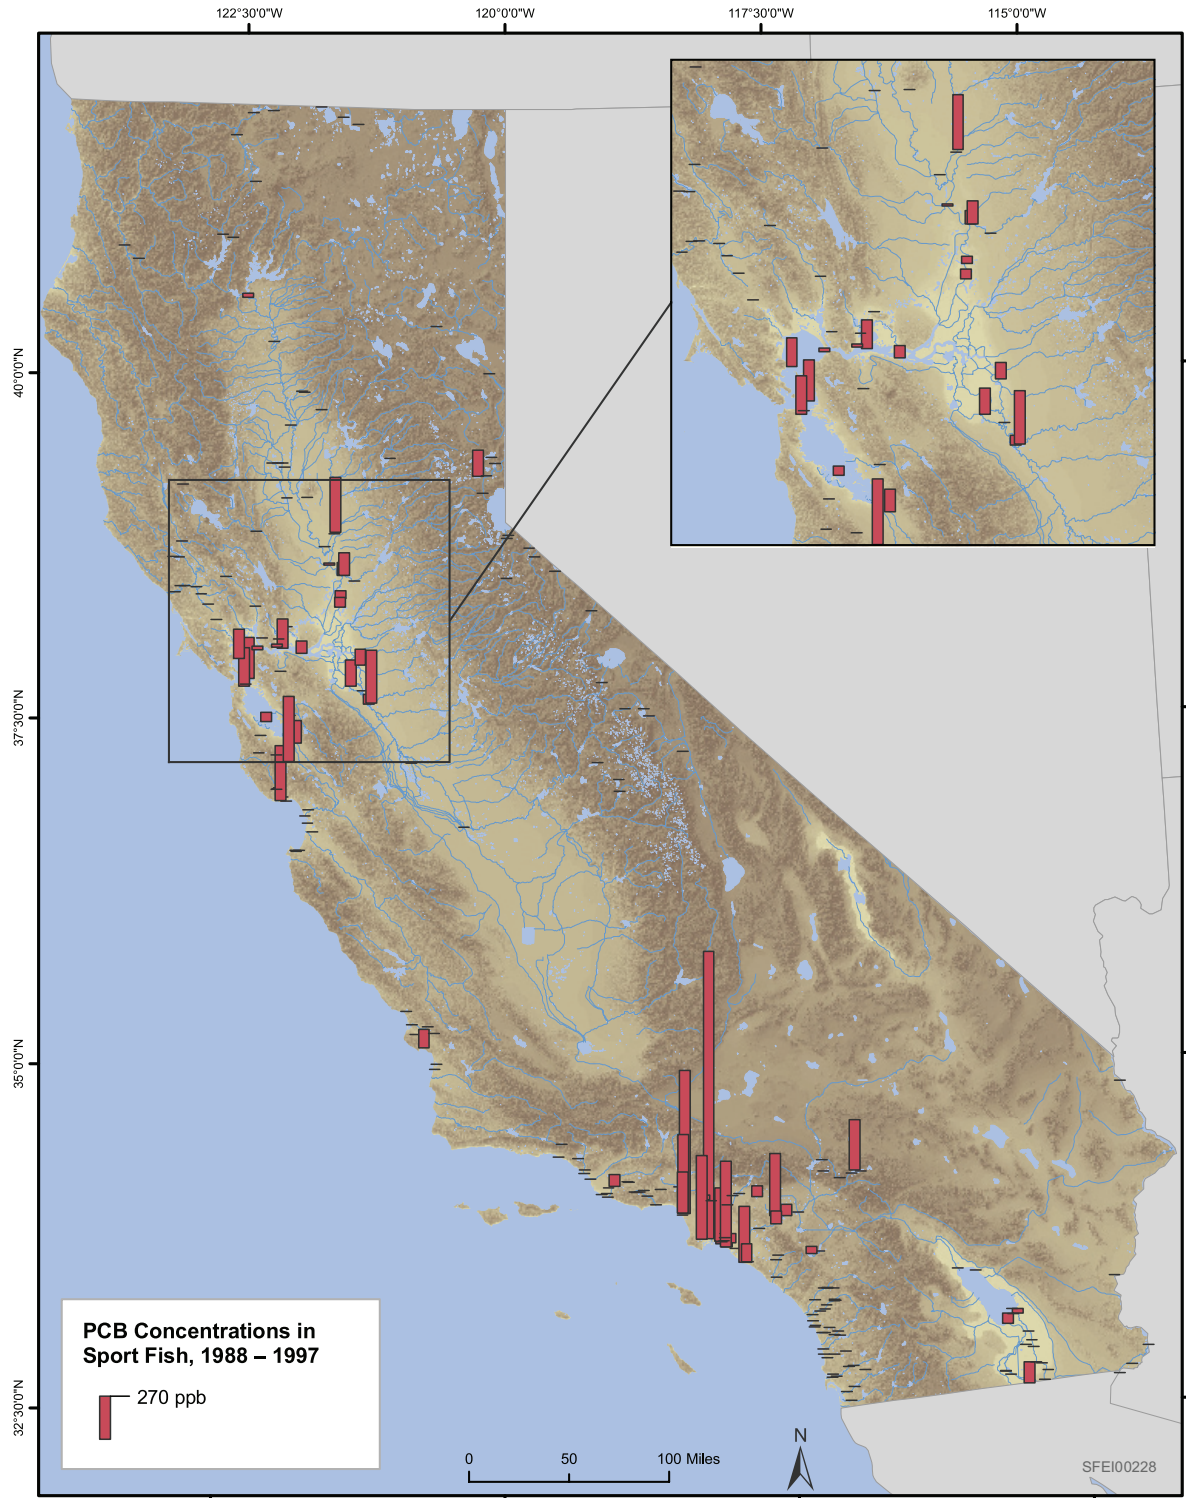 122°30'0"W
120°0'0"W
117°30'0"W
115°0'0"W
40°0'0"N
37°30'0"N
35°0'0"N
32°30'0"N
PCB Concentrations in
Sport Fish, 1988 – 1997
270 ppb
0 50 100 Miles
N
SFEI00228